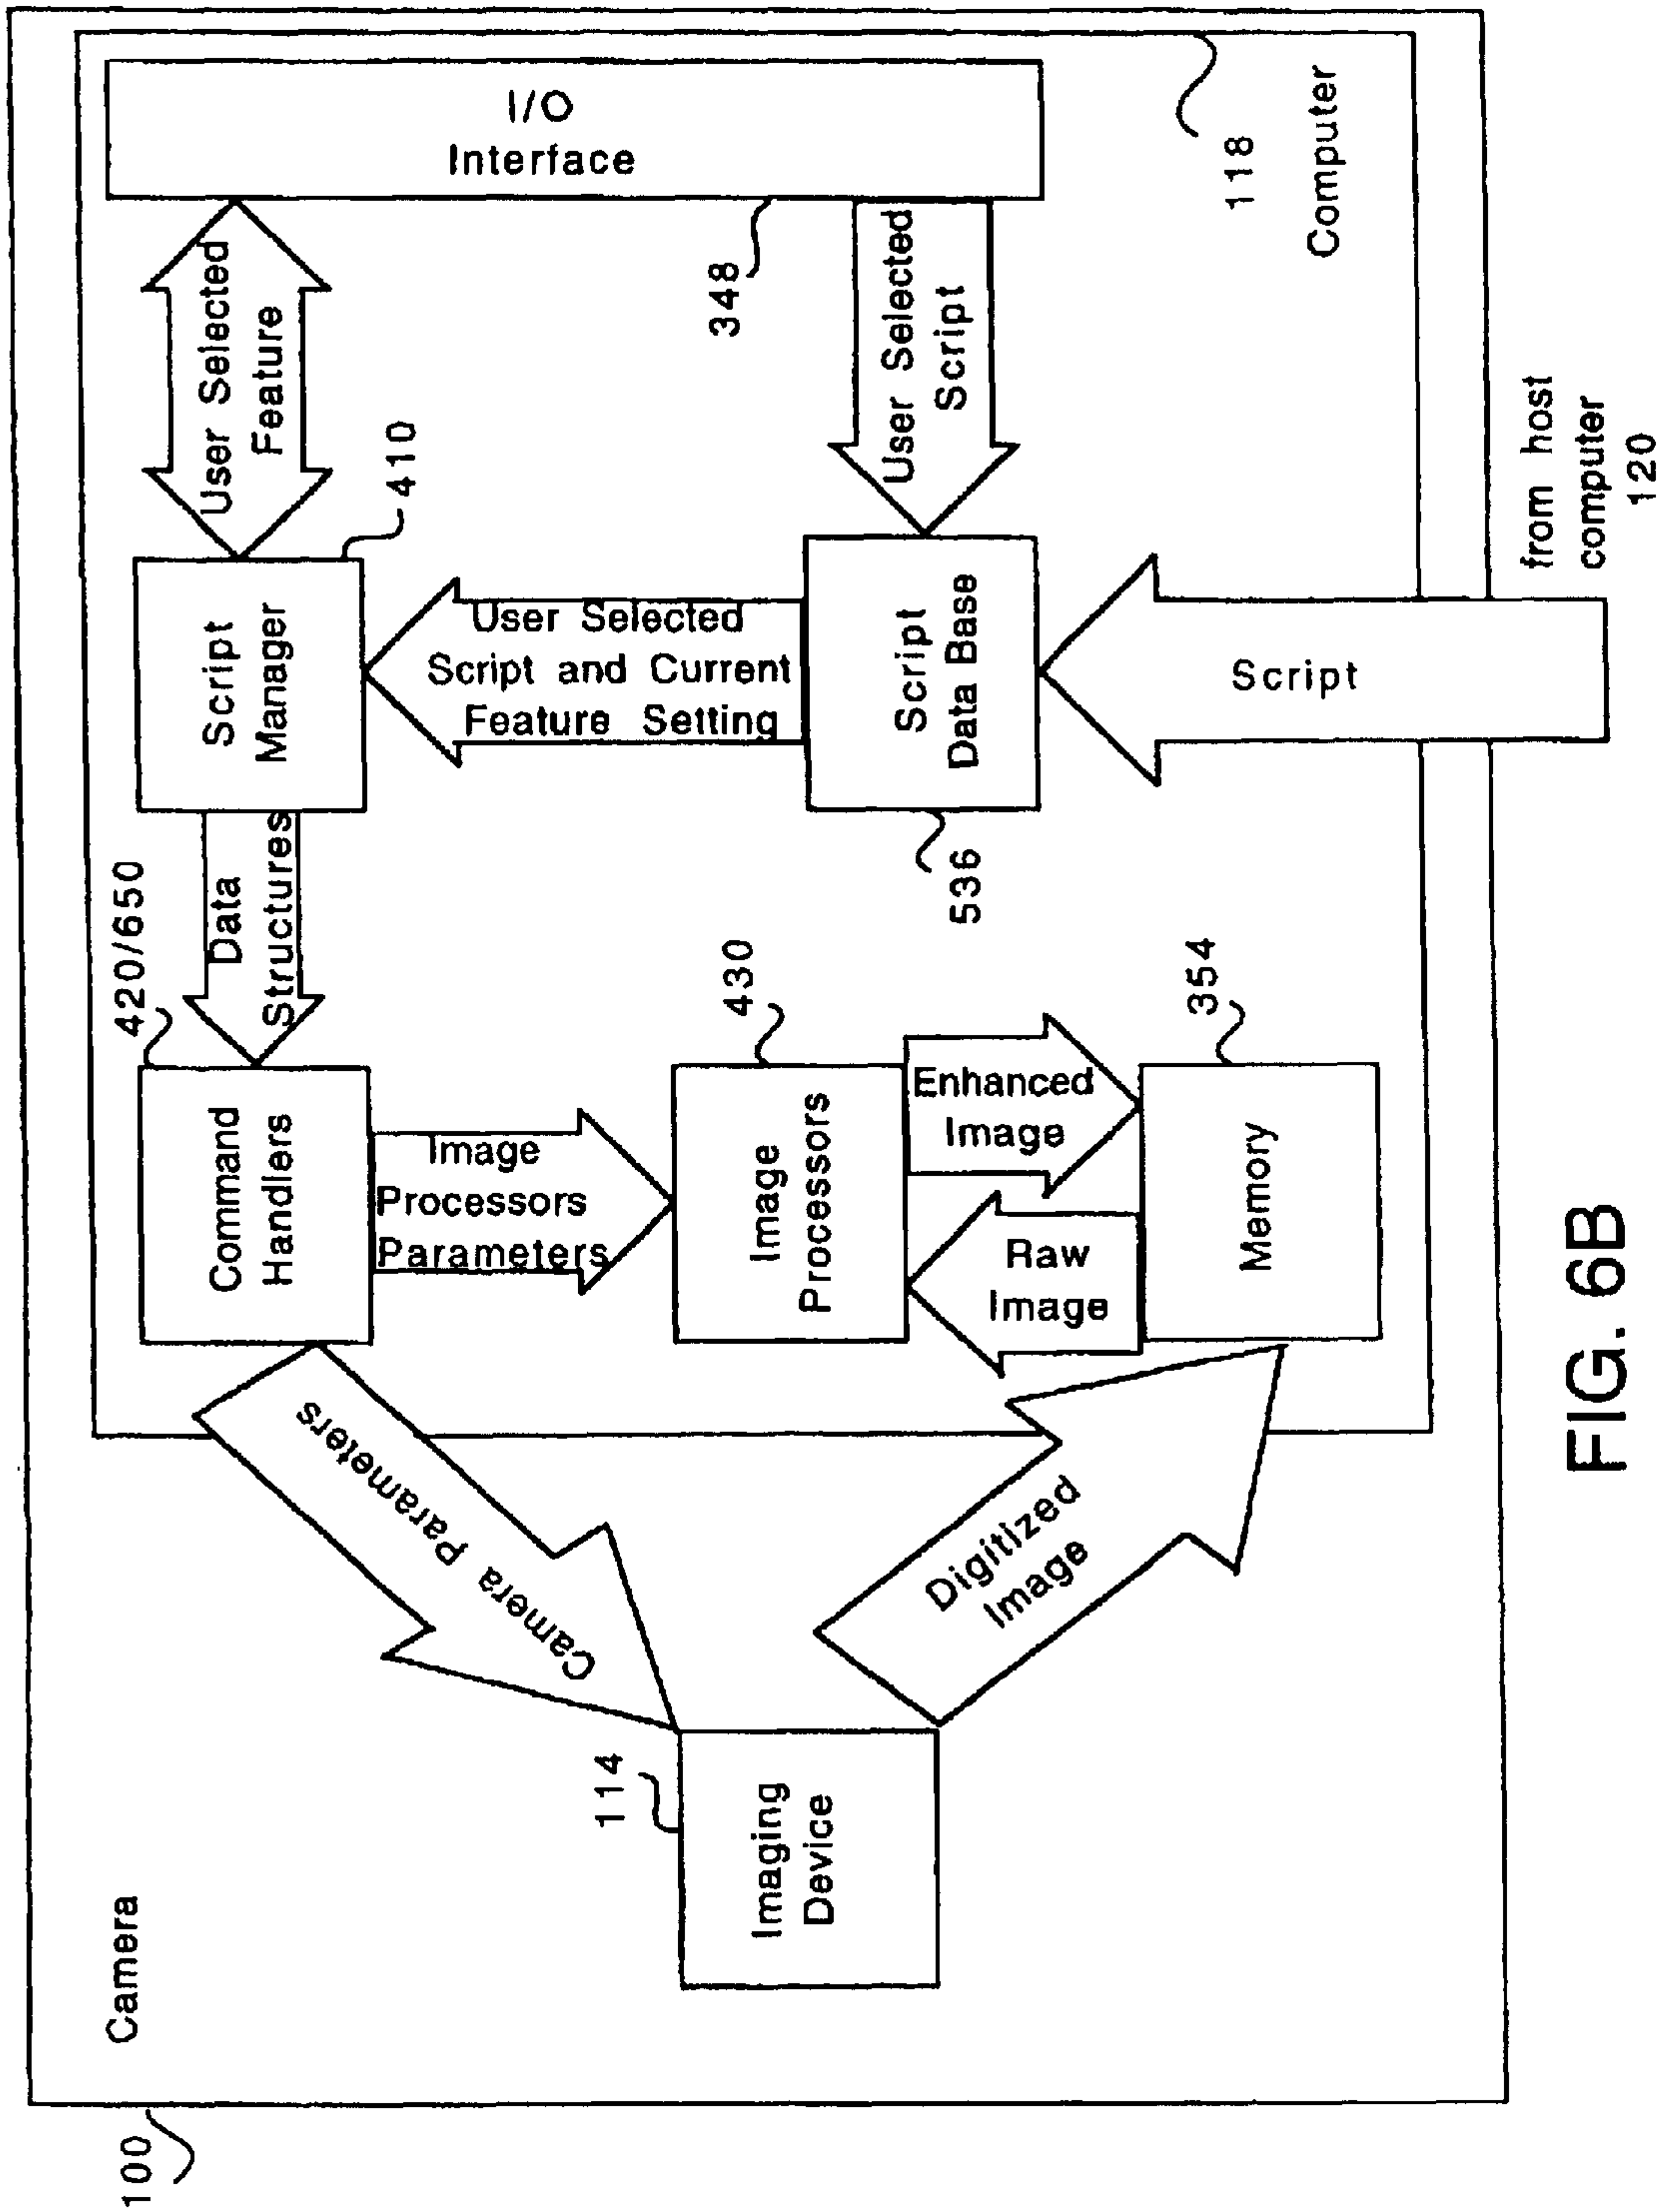 100
Camera
114
Imaging
Device
Camera Parameters
Digitized
Image
420/650
Command
Handlers
Image
Processors
Parameters
430
Image
Processors
Enhanced
Image
Raw
Image
354
Memory
Data
Structures
410
Script
Manager
User Selected
Script and Current
Feature Setting
536
Script
Data Base
Script
from host
computer
120
User Selected
Feature
348
User Selected
Script
I/O
Interface
118
Computer
FIG. 6B